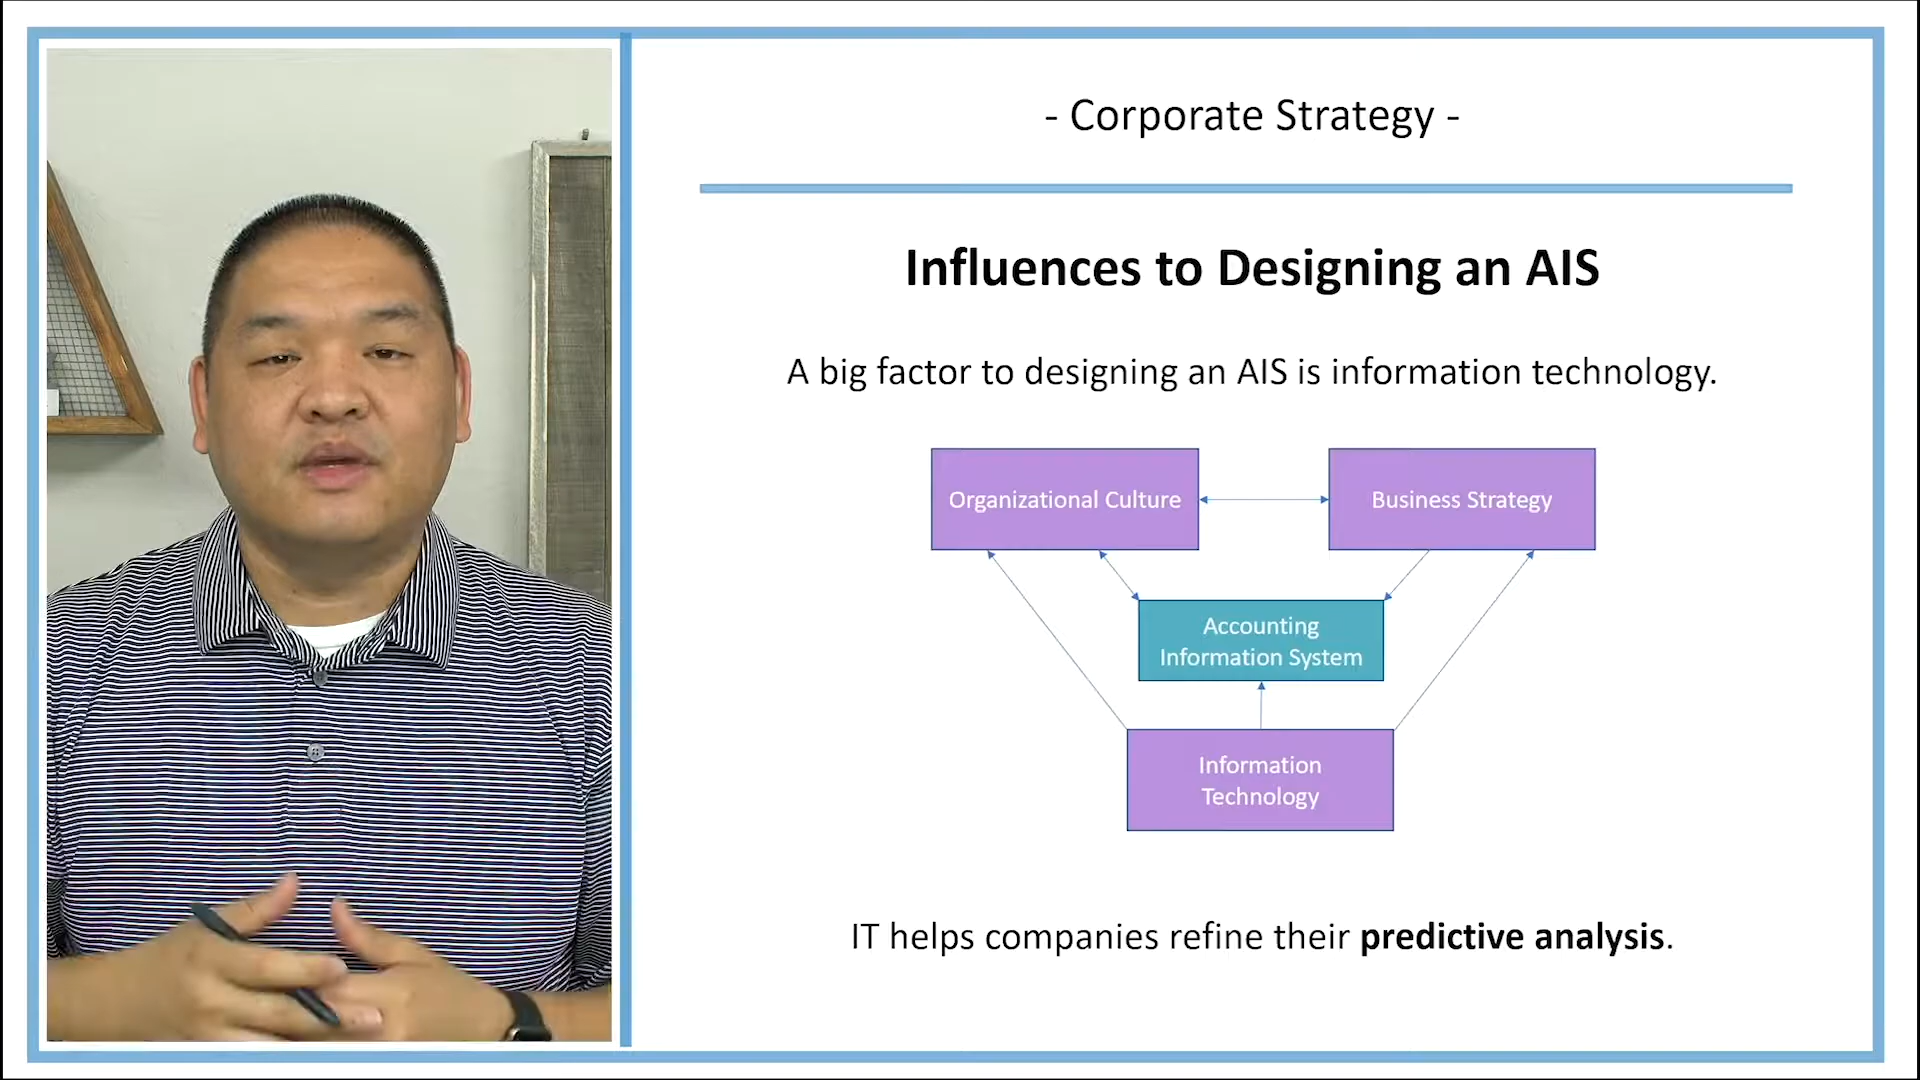 - Corporate Strategy -
Influences to Designing an AIS
A big factor to designing an AIS is information technology.
Organizational Culture
Business Strategy
Accounting
Information System
Information
Technology
IT helps companies refine their predictive analysis.